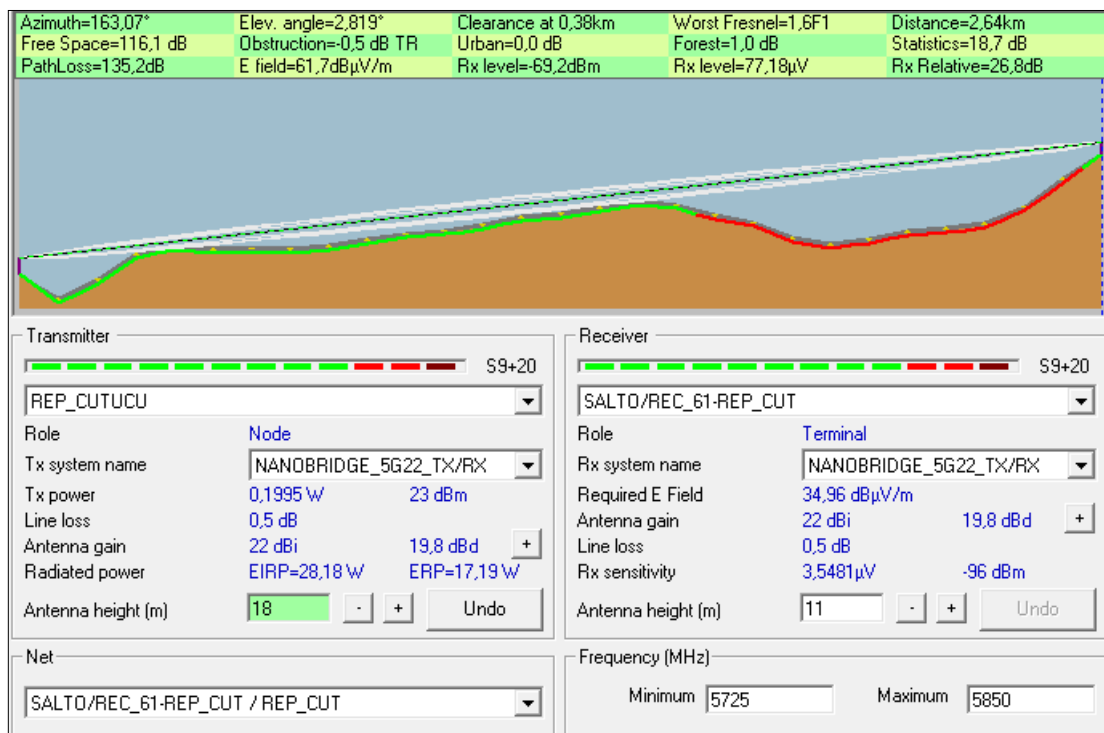 Azimuth=163,07° Elev. angle=2,819° Clearance at 0,38km Worst Fresnel=1,6F1 Distance=2,64km
Free Space=116,1 dB Obstruction=-0,5 dB TR Urban=0,0 dB Forest=1,0 dB Statistics=18,7 dB
PathLoss=135,2dB E field=61,7dBµV/m Rx level=-69,2dBm Rx level=77,18µV Rx Relative=26,8dB
Transmitter
S9+20
REP_CUTUCU
Role Node
Tx system name NANOBRIDGE_5G22_TX/RX
Tx power 0,1995 W 23 dBm
Line loss 0,5 dB
Antenna gain 22 dBi 19,8 dBd +
Radiated power EIRP=28,18 W ERP=17,19 W
Antenna height (m) 18 - + Undo
Receiver
S9+20
SALTO/REC_61-REP_CUT
Role Terminal
Rx system name NANOBRIDGE_5G22_TX/RX
Required E Field 34,96 dBµV/m
Antenna gain 22 dBi 19,8 dBd +
Line loss 0,5 dB
Rx sensitivity 3,5481µV -96 dBm
Antenna height (m) 11 - + Undo
Net
SALTO/REC_61-REP_CUT / REP_CUT
Frequency (MHz)
Minimum 5725 Maximum 5850